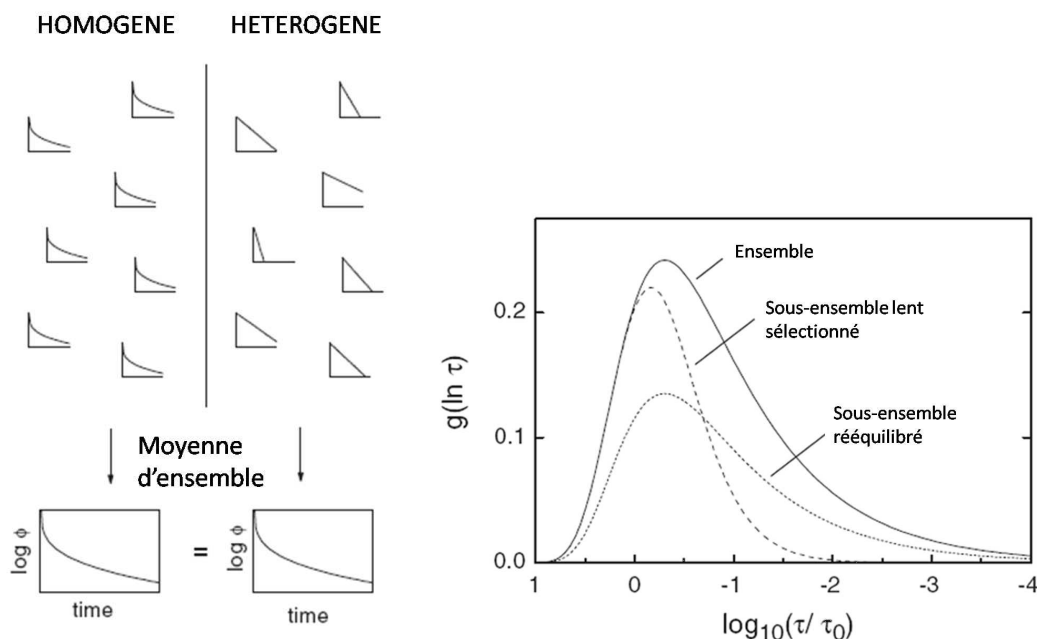 HOMOGENE
HETEROGENE
Moyenne
d'ensemble
log ϕ
time
=
log ϕ
time
Ensemble
Sous-ensemble lent
sélectionné
Sous-ensemble
rééquilibré
g(ln τ)
0.2
0.1
0.0
1
0
-1
-2
-3
-4
log10(τ/ τ0)